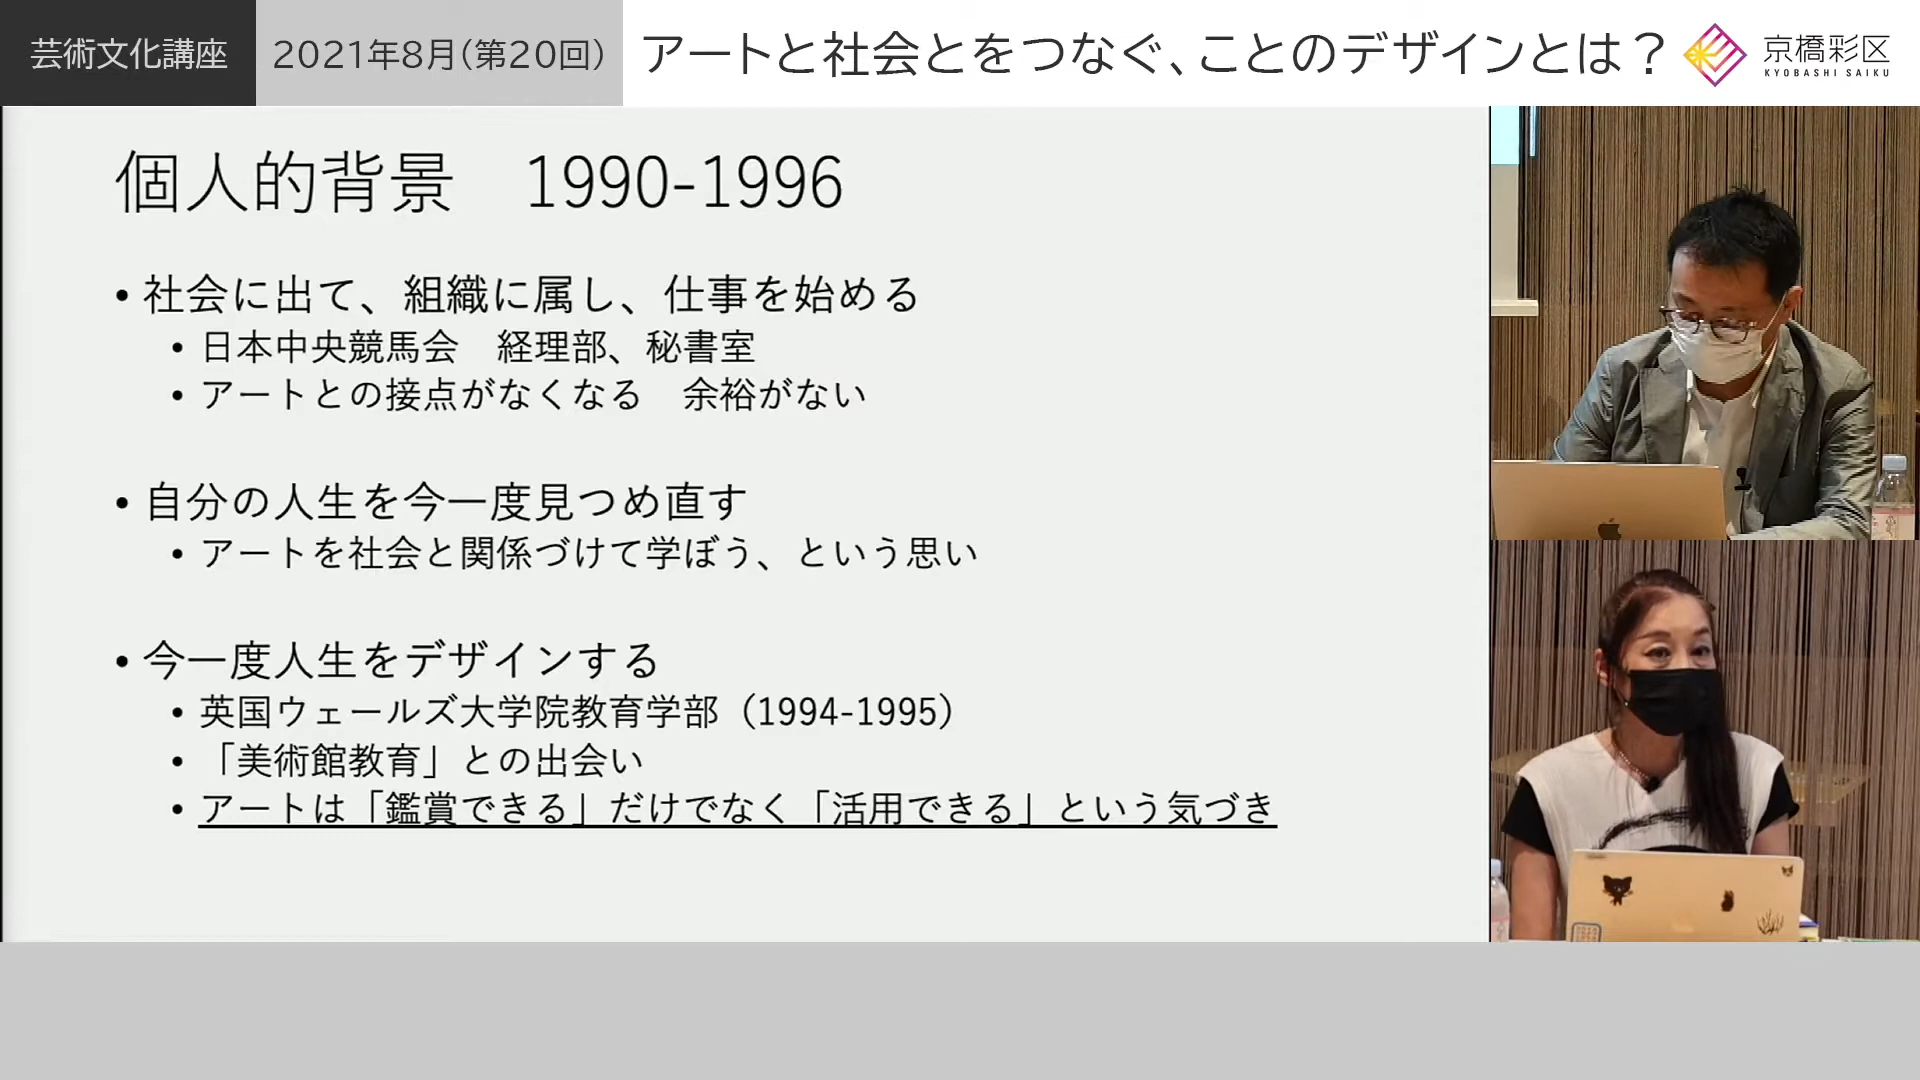 芸術文化講座
2021年8月(第20回)
アートと社会とをつなぐ、ことのデザインとは？
京橋彩区
KYOBASHI SAIKU
個人的背景　1990-1996
• 社会に出て、組織に属し、仕事を始める
• 日本中央競馬会　経理部、秘書室
• アートとの接点がなくなる　余裕がない
• 自分の人生を今一度見つめ直す
• アートを社会と関係づけて学ぼう、という思い
• 今一度人生をデザインする
• 英国ウェールズ大学院教育学部（1994-1995）
• 「美術館教育」との出会い
• アートは「鑑賞できる」だけでなく「活用できる」という気づき